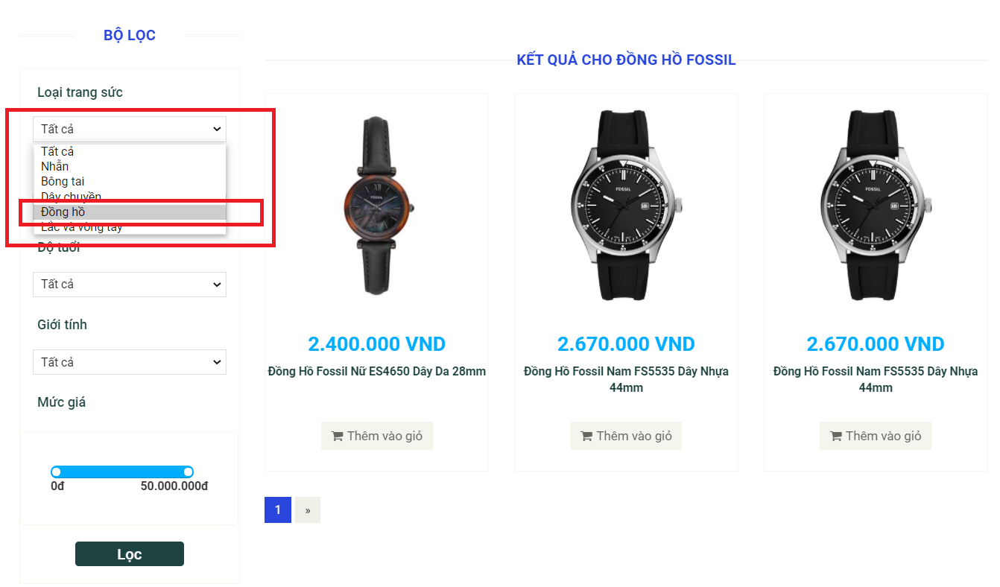 BỘ LỌC
Loại trang sức
Tất cả
Tất cả
Nhẫn
Bông tai
Dây chuyền
Đồng hồ
Lắc và vòng tay
Độ tuổi
Tất cả
Giới tính
Tất cả
Mức giá
0đ 50.000.000đ
Lọc
KẾT QUẢ CHO ĐỒNG HỒ FOSSIL
FOSSIL
2.400.000 VND
Đồng Hồ Fossil Nữ ES4650 Dây Da 28mm
Thêm vào giỏ
FOSSIL
2.670.000 VND
Đồng Hồ Fossil Nam FS5535 Dây Nhựa
44mm
Thêm vào giỏ
FOSSIL
2.670.000 VND
Đồng Hồ Fossil Nam FS5535 Dây Nhựa
44mm
Thêm vào giỏ
1 »